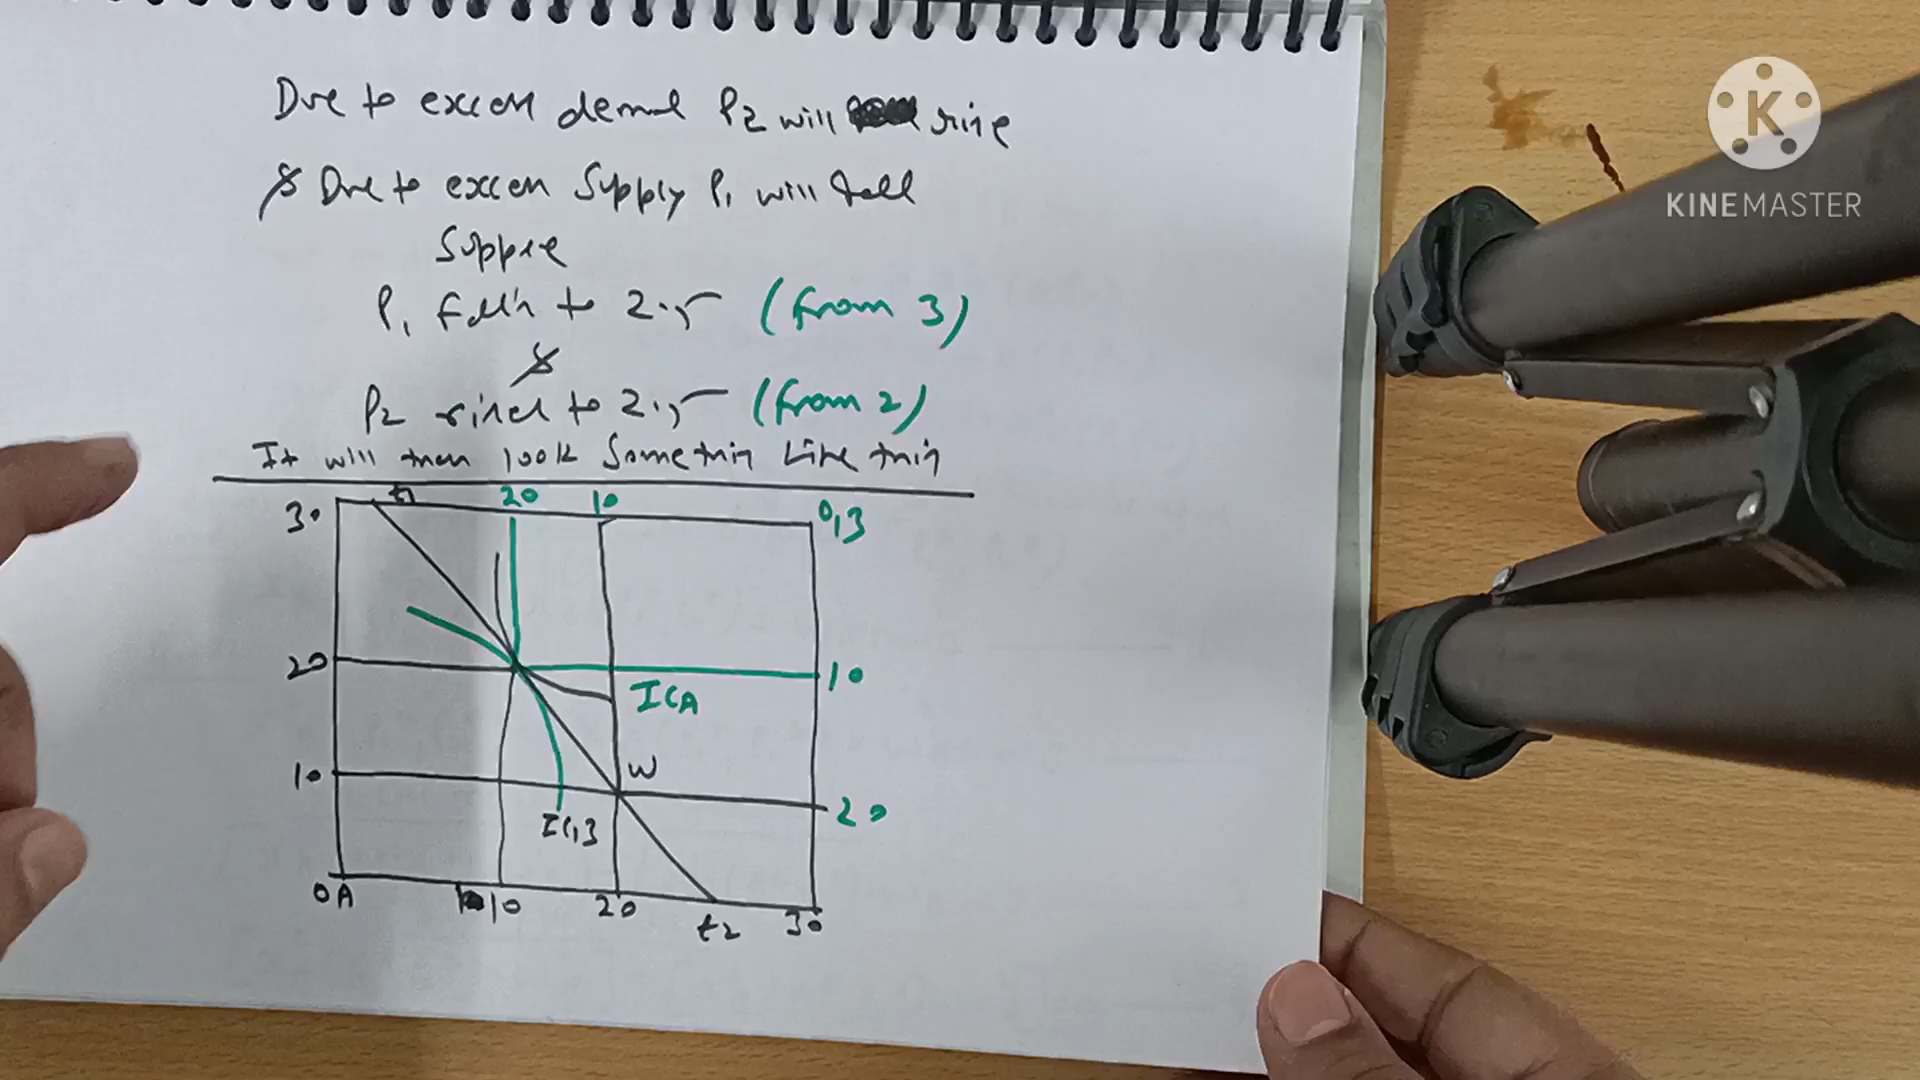 Due to excess demand P2 will rise
& Due to excess Supply P1 will fall
Suppose
P1 falls to 2.5 (from 3)
&
P2 rises to 2.5 (from 2)
It will then look something like this
t1 20 10
30 0B
20 10
ICA
W
10 20
ICB
0A 10 20 t2 30
K
KINEMASTER